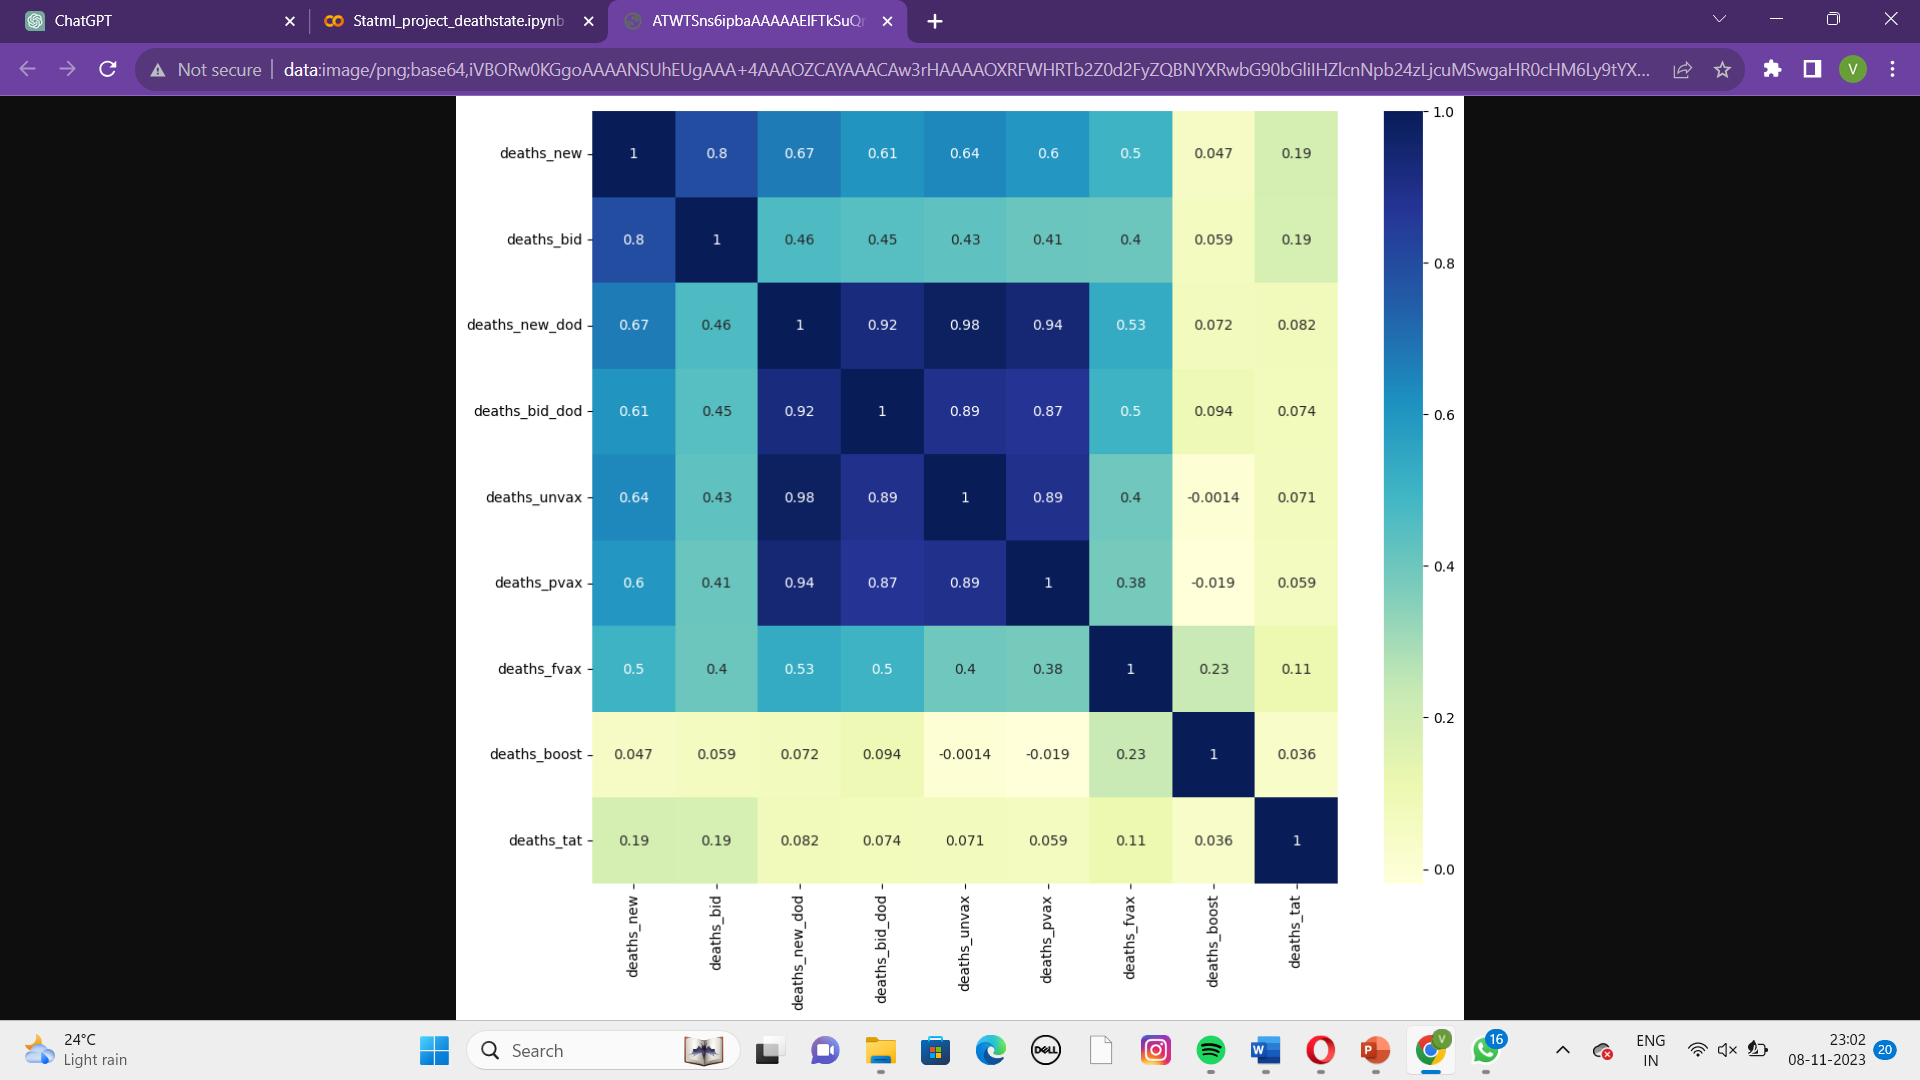 ChatGPT
Statml_project_deathstate.ipynb
Not secure
deaths_new 1 0.8 0.67 0.61 0.64 0.6 0.5 0.047 0.19
deaths_bid 0.8 1 0.46 0.45 0.43 0.41 0.4 0.059 0.19
deaths_new_dod 0.67 0.46 1 0.92 0.98 0.94 0.53 0.072 0.082
deaths_bid_dod 0.61 0.45 0.92 1 0.89 0.87 0.5 0.094 0.074
deaths_unvax 0.64 0.43 0.98 0.89 1 0.89 0.4 -0.0014 0.071
deaths_pvax 0.6 0.41 0.94 0.87 0.89 1 0.38 -0.019 0.059
deaths_fvax 0.5 0.4 0.53 0.5 0.4 0.38 1 0.23 0.11
deaths_boost 0.047 0.059 0.072 0.094 -0.0014 -0.019 0.23 1 0.036
deaths_tat 0.19 0.19 0.082 0.074 0.071 0.059 0.11 0.036 1
deaths_new deaths_bid deaths_new_dod deaths_bid_dod deaths_unvax deaths_pvax deaths_fvax deaths_boost deaths_tat
1.0
0.8
0.6
0.4
0.2
0.0
V
24°C
Light rain
Search
DELL
W
P
V
16
ENG
IN
23:02
08-11-2023
20